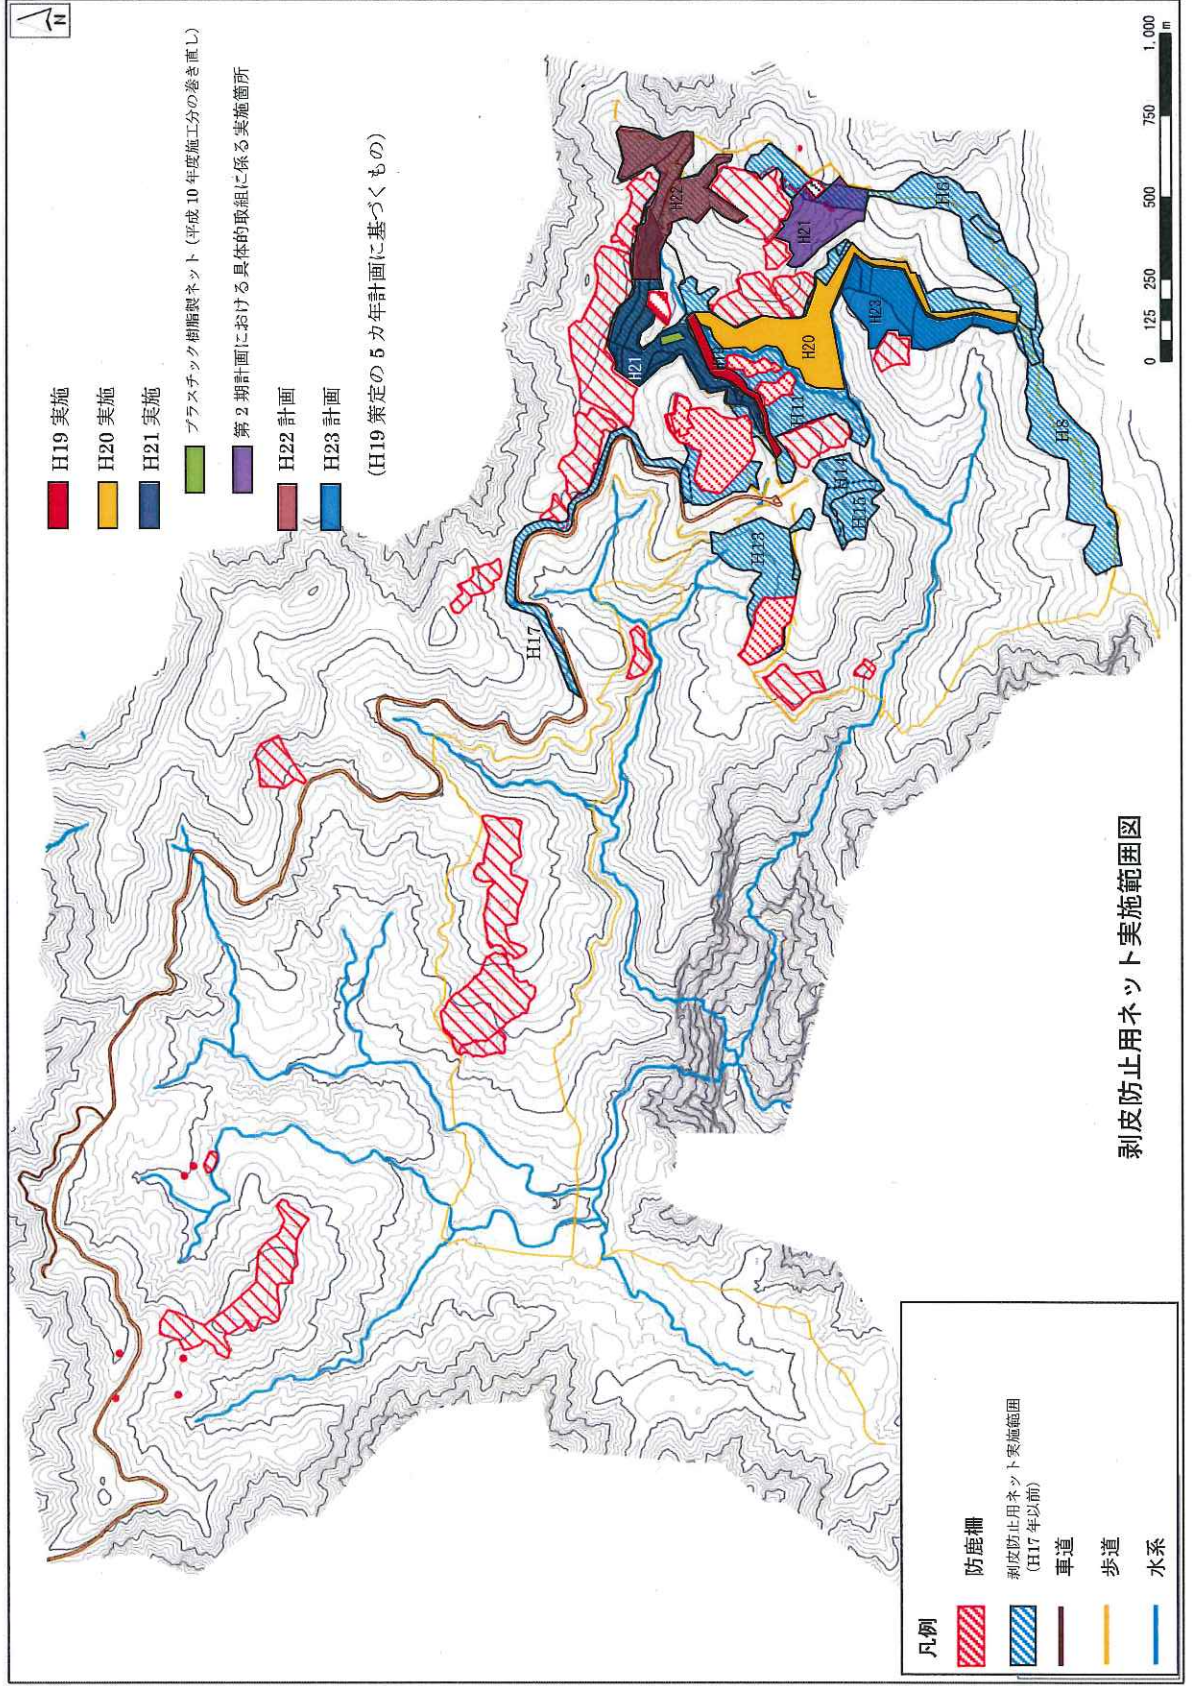 N
H19 実施
H20 実施
H21 実施
プラスチック樹脂製ネット (平成 10 年度施工分の巻き直し)
第 2 期計画における具体的取組に係る実施箇所
H22 計画
H23 計画
(H19 策定の 5 カ年計画に基づくもの)
H17
H21
H22
H21
H20
H23
H6
H8
H11
H14
H15
H13
0 125 250 500 750 1,000
m
剥皮防止用ネット実施範囲図
凡例
防鹿柵
剥皮防止用ネット実施範囲
(H17 年以前)
車道
歩道
水系